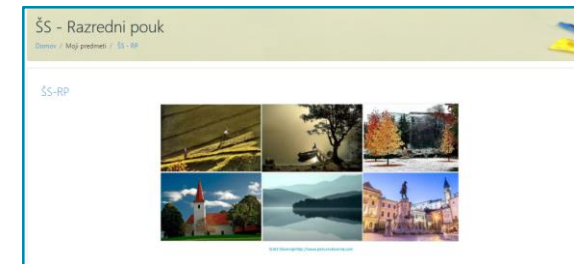 ŠS - Razredni pouk
Domov / Moji predmeti / ŠS - RP
ŠS-RP